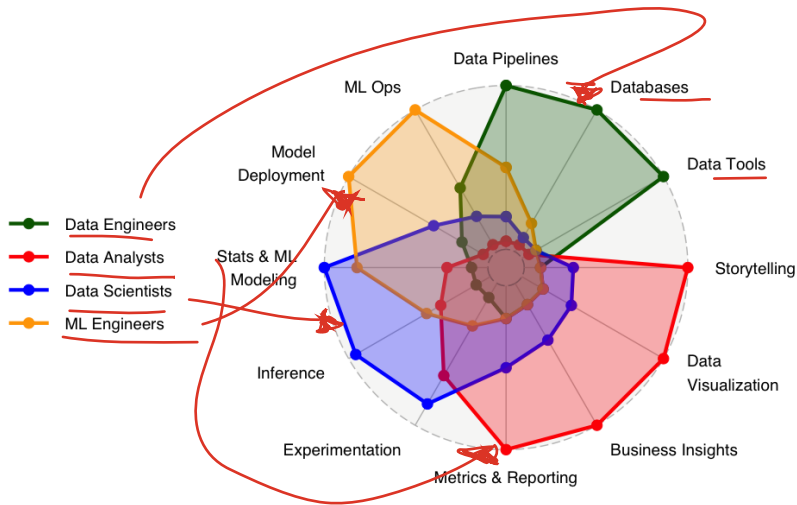 Data Pipelines
ML Ops
Databases
Model
Deployment
Data Tools
Data Engineers
Data Analysts
Data Scientists
ML Engineers
Stats & ML
Modeling
Storytelling
Inference
Data
Visualization
Experimentation
Business Insights
Metrics & Reporting